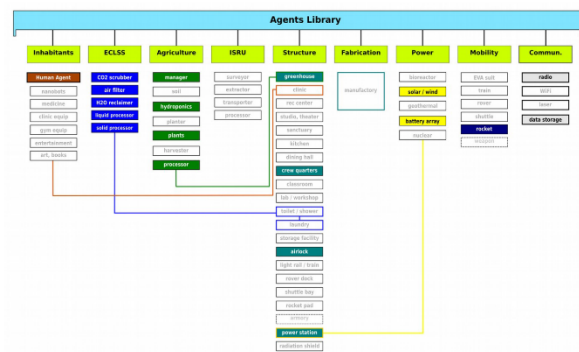 Agents Library
Inhabitants
ECLSS
Agriculture
ISRU
Structure
Fabrication
Power
Mobility
Commun.
Human Agent
nanobots
medicine
clinic equip
gym equip
entertainment
art, books
CO2 scrubber
air filter
H2O reclaimer
liquid processor
solid processor
manager
soil
hydroponics
planter
plants
harvester
processor
surveyor
extractor
transporter
processor
greenhouse
clinic
rec center
studio, theater
sanctuary
kitchen
dining hall
crew quarters
classroom
lab / workshop
toilet / shower
laundry
storage facility
airlock
light rail / train
rover dock
shuttle bay
rocket pad
armory
power station
radiation shield
manufactory
bioreactor
solar / wind
geothermal
battery array
nuclear
EVA suit
train
rover
shuttle
rocket
weapon
radio
WiFi
laser
data storage